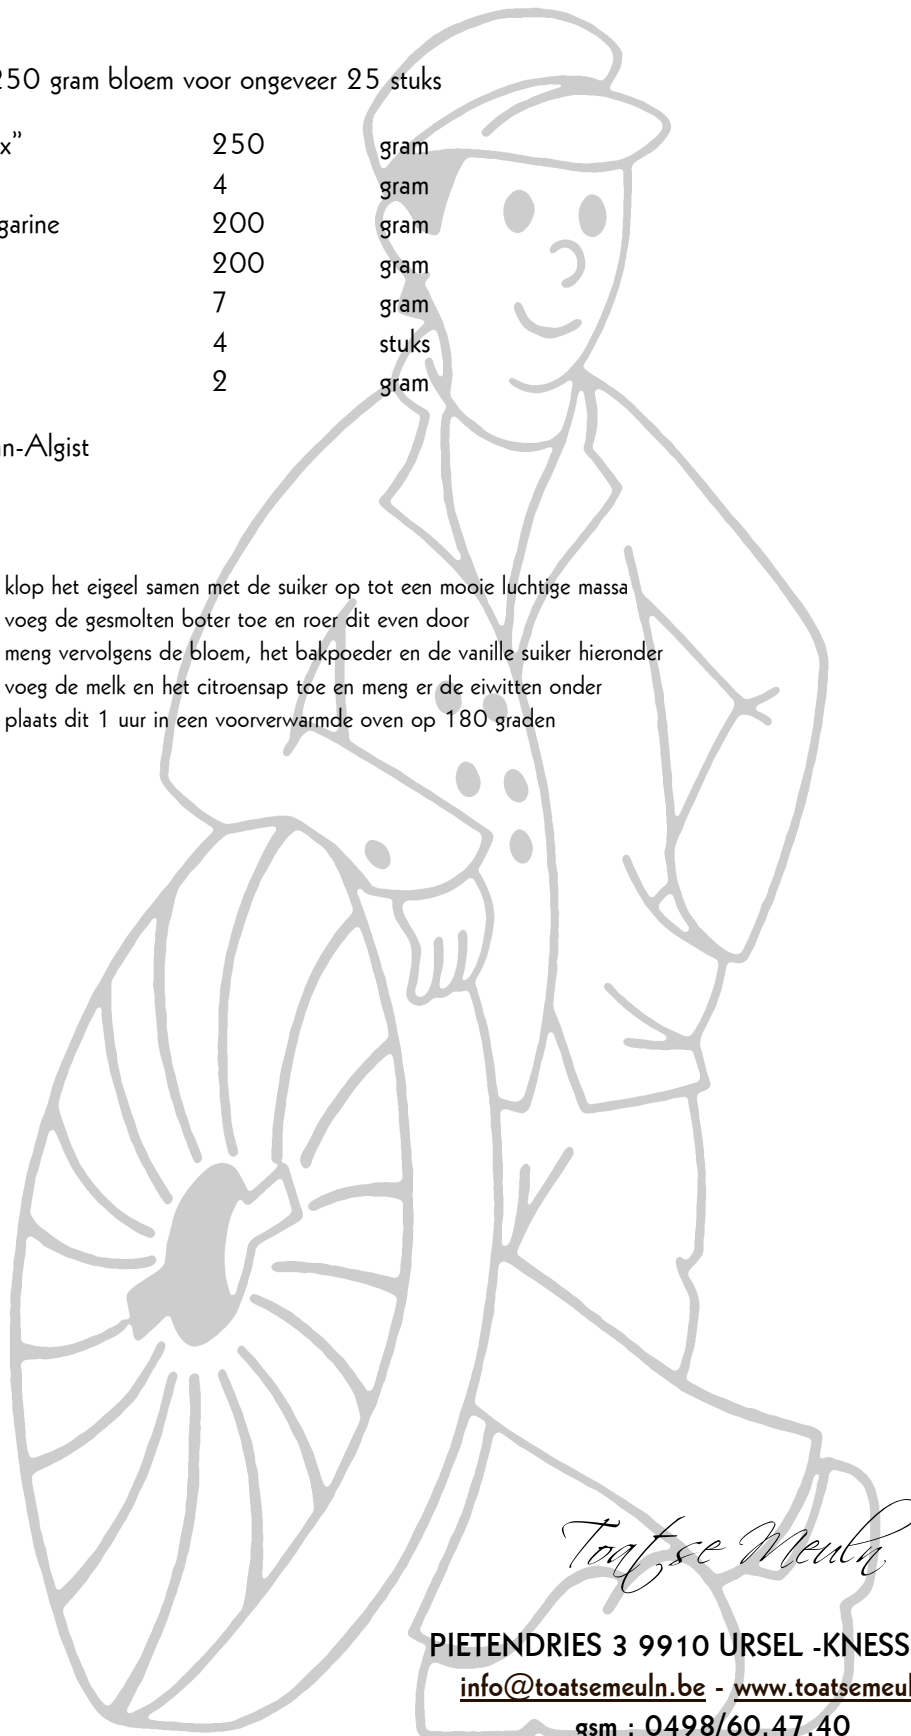 250 gram bloem voor ongeveer 25 stuks
x” 250 gram
4 gram
garine 200 gram
200 gram
7 gram
4 stuks
2 gram
n-Algist
klop het eigeel samen met de suiker op tot een mooie luchtige massa
voeg de gesmolten boter toe en roer dit even door
meng vervolgens de bloem, het bakpoeder en de vanille suiker hieronder
voeg de melk en het citroensap toe en meng er de eiwitten onder
plaats dit 1 uur in een voorverwarmde oven op 180 graden
Toatse Meuln
PIETENDRIES 3 9910 URSEL -KNESS
info@toatsemeuln.be - www.toatsemeul
gsm : 0498/60.47.40